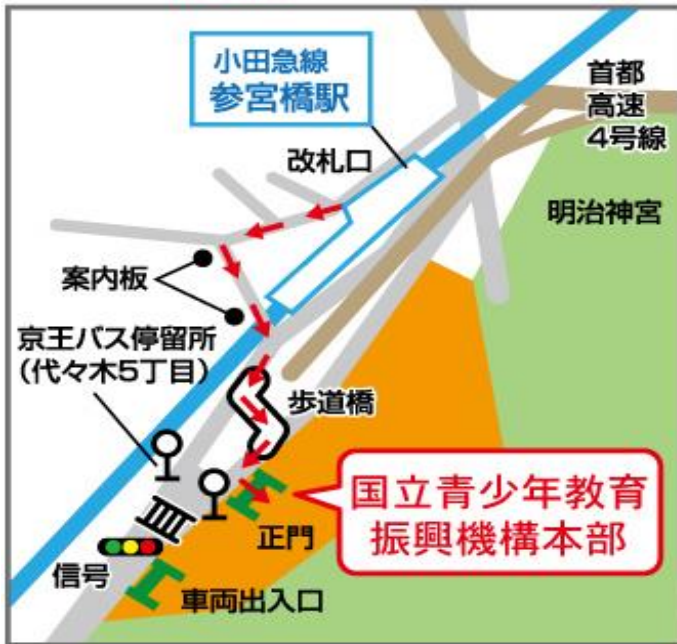 小田急線
参宮橋駅
首都
高速
4号線
改札口
明治神宮
案内板
京王バス停留所
（代々木5丁目）
歩道橋
国立青少年教育
振興機構本部
正門
信号
車両出入口